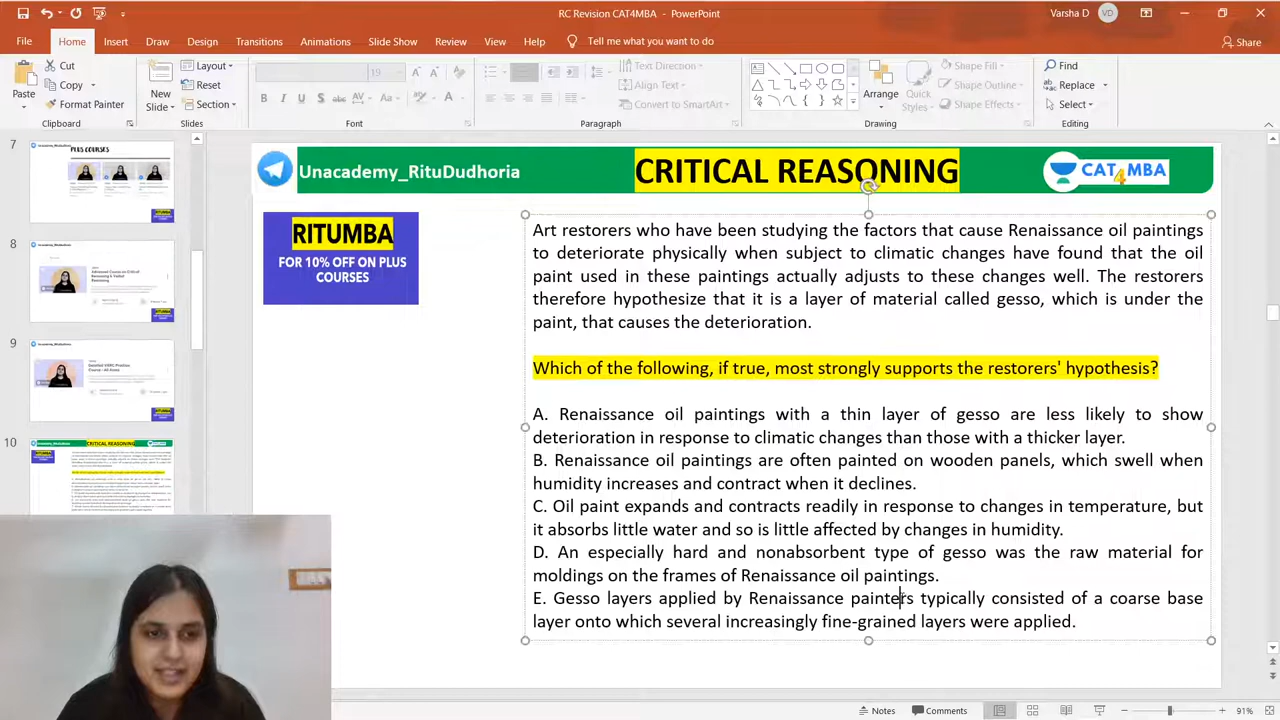 RC Revision CAT4MBA - PowerPoint
Varsha D
VD
File
Home
Insert
Draw
Design
Transitions
Animations
Slide Show
Review
View
Help
Tell me what you want to do
Share
Paste
Cut
Copy
Format Painter
Clipboard
New
Slide
Layout
Reset
Section
Slides
19
Font
Text Direction
Align Text
Convert to SmartArt
Paragraph
Arrange
Quick
Styles
Shape Fill
Shape Outline
Shape Effects
Drawing
Find
Replace
Select
Editing
7
PLUS COURSES
8
9
10
CRITICAL REASONING
Unacademy_RituDudhoria
CRITICAL REASONING
CAT4MBA
RITUMBA
FOR 10% OFF ON PLUS
COURSES
Art restorers who have been studying the factors that cause Renaissance oil paintings
to deteriorate physically when subject to climatic changes have found that the oil
paint used in these paintings actually adjusts to these changes well. The restorers
therefore hypothesize that it is a layer of material called gesso, which is under the
paint, that causes the deterioration.
Which of the following, if true, most strongly supports the restorers' hypothesis?
A. Renaissance oil paintings with a thin layer of gesso are less likely to show
deterioration in response to climatic changes than those with a thicker layer.
B. Renaissance oil paintings are often painted on wooden panels, which swell when
humidity increases and contract when it declines.
C. Oil paint expands and contracts readily in response to changes in temperature, but
it absorbs little water and so is little affected by changes in humidity.
D. An especially hard and nonabsorbent type of gesso was the raw material for
moldings on the frames of Renaissance oil paintings.
E. Gesso layers applied by Renaissance painters typically consisted of a coarse base
layer onto which several increasingly fine-grained layers were applied.
Notes
Comments
91%